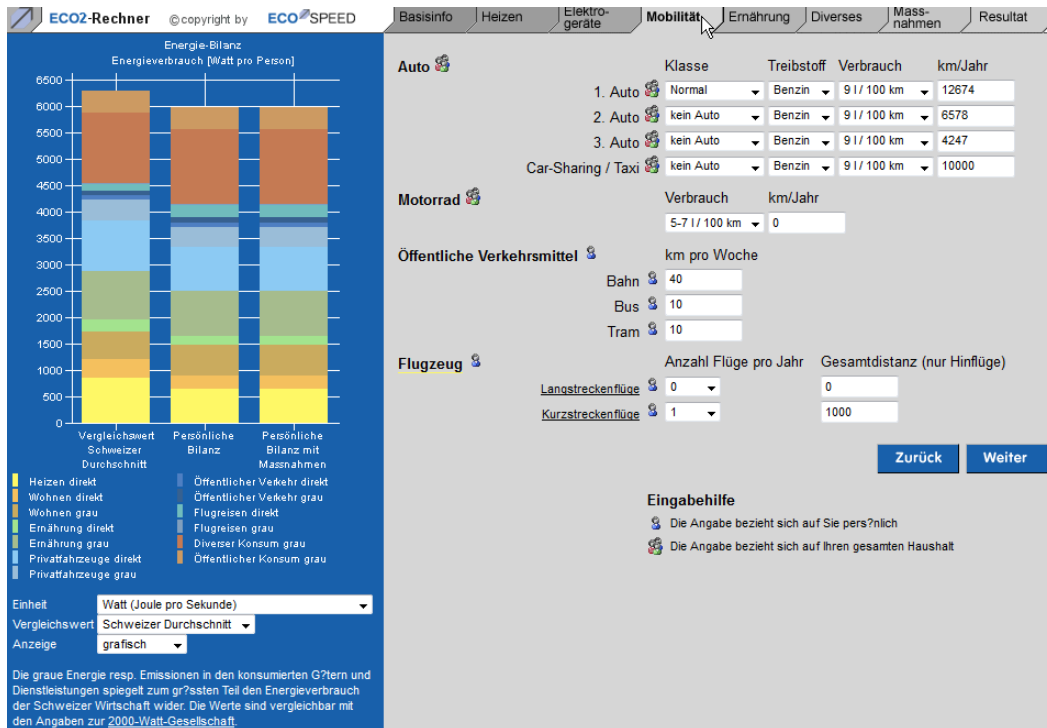 ECO2-Rechner ©copyright by ECO SPEED
Basisinfo Heizen Elektro-geräte Mobilität Ernährung Diverses Mass-nahmen Resultat
Energie-Bilanz
Energieverbrauch [Watt pro Person]
6500
6000
5500
5000
4500
4000
3500
3000
2500
2000
1500
1000
500
0
Vergleichswert Schweizer Durchschnitt
Persönliche Bilanz
Persönliche Bilanz mit Massnahmen
Heizen direkt
Wohnen direkt
Wohnen grau
Ernährung direkt
Ernährung grau
Privatfahrzeuge direkt
Privatfahrzeuge grau
Öffentlicher Verkehr direkt
Öffentlicher Verkehr grau
Flugreisen direkt
Flugreisen grau
Diverser Konsum grau
Öffentlicher Konsum grau
Einheit Watt (Joule pro Sekunde)
Vergleichswert Schweizer Durchschnitt
Anzeige grafisch
Die graue Energie resp. Emissionen in den konsumierten G?tern und
Dienstleistungen spiegelt zum gr?ssten Teil den Energieverbrauch
der Schweizer Wirtschaft wider. Die Werte sind vergleichbar mit
den Angaben zur 2000-Watt-Gesellschaft.
Auto Klasse Treibstoff Verbrauch km/Jahr
1. Auto Normal Benzin 9 l / 100 km 12674
2. Auto kein Auto Benzin 9 l / 100 km 6578
3. Auto kein Auto Benzin 9 l / 100 km 4247
Car-Sharing / Taxi kein Auto Benzin 9 l / 100 km 10000
Motorrad Verbrauch km/Jahr
5-7 l / 100 km 0
Öffentliche Verkehrsmittel km pro Woche
Bahn 40
Bus 10
Tram 10
Flugzeug Anzahl Flüge pro Jahr Gesamtdistanz (nur Hinflüge)
Langstreckenflüge 0 0
Kurzstreckenflüge 1 1000
Zurück Weiter
Eingabehilfe
Die Angabe bezieht sich auf Sie pers?nlich
Die Angabe bezieht sich auf Ihren gesamten Haushalt